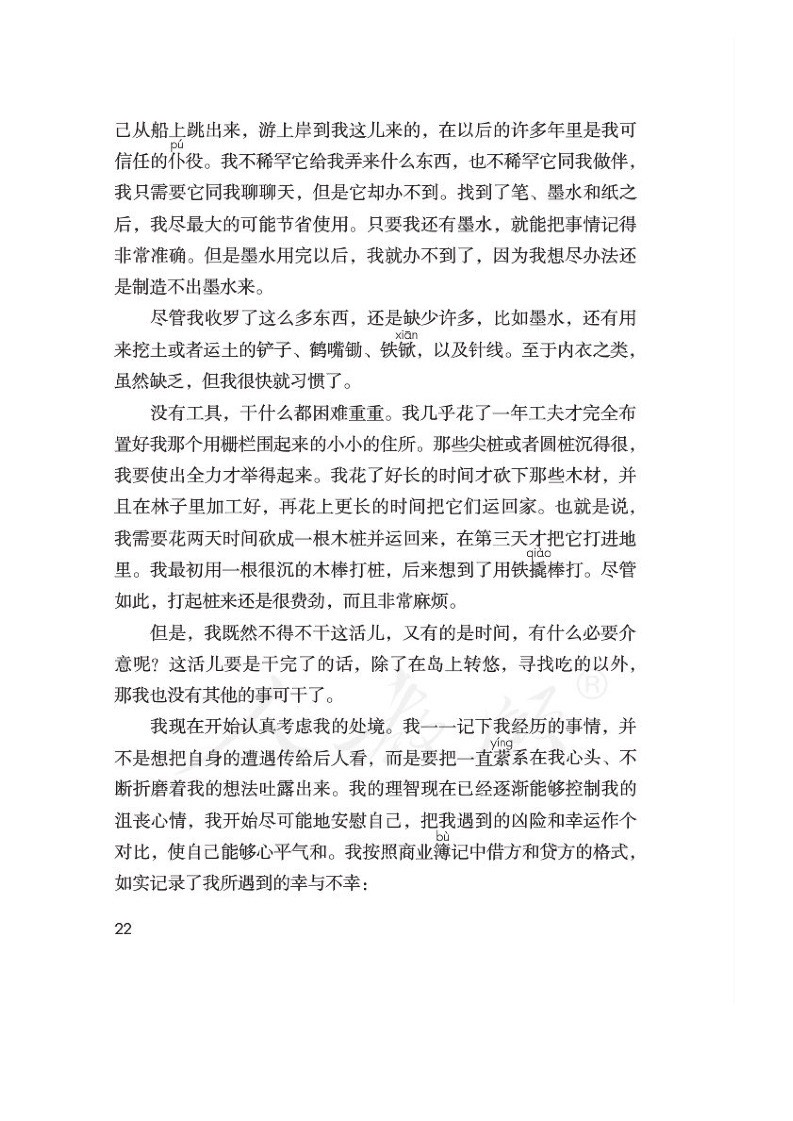 己从船上跳出来，游上岸到我这儿来的，在以后的许多年里是我可
pú
信任的仆役。我不稀罕它给我弄来什么东西，也不稀罕它同我做伴，
我只需要它同我聊聊天，但是它却办不到。找到了笔、墨水和纸之
后，我尽最大的可能节省使用。只要我还有墨水，就能把事情记得
非常准确。但是墨水用完以后，我就办不到了，因为我想尽办法还
是制造不出墨水来。
尽管我收罗了这么多东西，还是缺少许多，比如墨水，还有用
xiān
来挖土或者运土的铲子、鹤嘴锄、铁锨，以及针线。至于内衣之类，
虽然缺乏，但我很快就习惯了。
没有工具，干什么都困难重重。我几乎花了一年工夫才完全布
置好我那个用栅栏围起来的小小的住所。那些尖桩或者圆桩沉得很，
我要使出全力才举得起来。我花了好长的时间才砍下那些木材，并
且在林子里加工好，再花上更长的时间把它们运回家。也就是说，
我需要花两天时间砍成一根木桩并运回来，在第三天才把它打进地
qiào
里。我最初用一根很沉的木棒打桩，后来想到了用铁撬棒打。尽管
如此，打起桩来还是很费劲，而且非常麻烦。
但是，我既然不得不干这活儿，又有的是时间，有什么必要介
意呢？这活儿要是干完了的话，除了在岛上转悠，寻找吃的以外，
那我也没有其他的事可干了。
我现在开始认真考虑我的处境。我一一记下我经历的事情，并
yíng
不是想把自身的遭遇传给后人看，而是要把一直萦系在我心头、不
断折磨着我的想法吐露出来。我的理智现在已经逐渐能够控制我的
沮丧心情，我开始尽可能地安慰自己，把我遇到的凶险和幸运作个
bù
对比，使自己能够心平气和。我按照商业簿记中借方和贷方的格式，
如实记录了我所遇到的幸与不幸：
22
人教领®